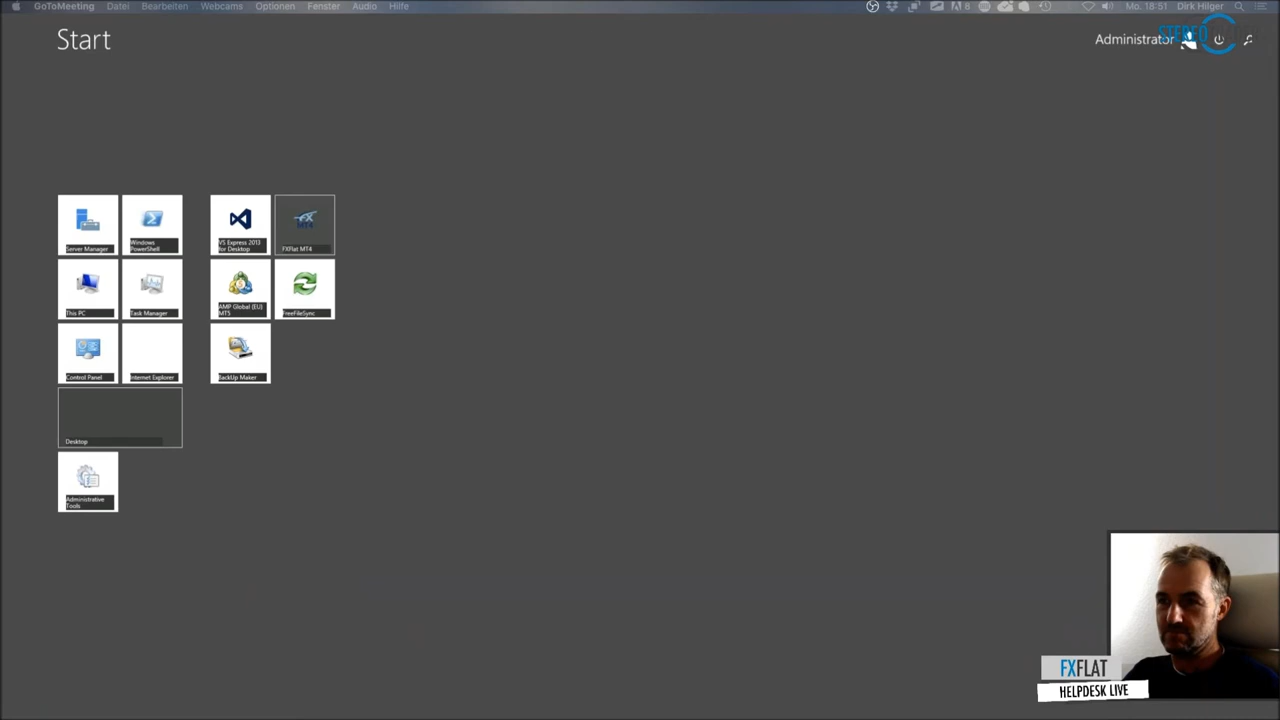 GoToMeeting Datei Bearbeiten Webcams Optionen Fenster Audio Hilfe 8 Mo. 18:51 Dirk Hilger
Start
Administrator
STEREO
Server Manager
Windows PowerShell
VS Express 2013 for Desktop
FXFlat MT4
This PC
Task Manager
AMP Global (EU) MT5
FreeFileSync
Control Panel
Internet Explorer
BackUp Maker
Desktop
Administrative Tools
FXFLAT
HELPDESK LIVE